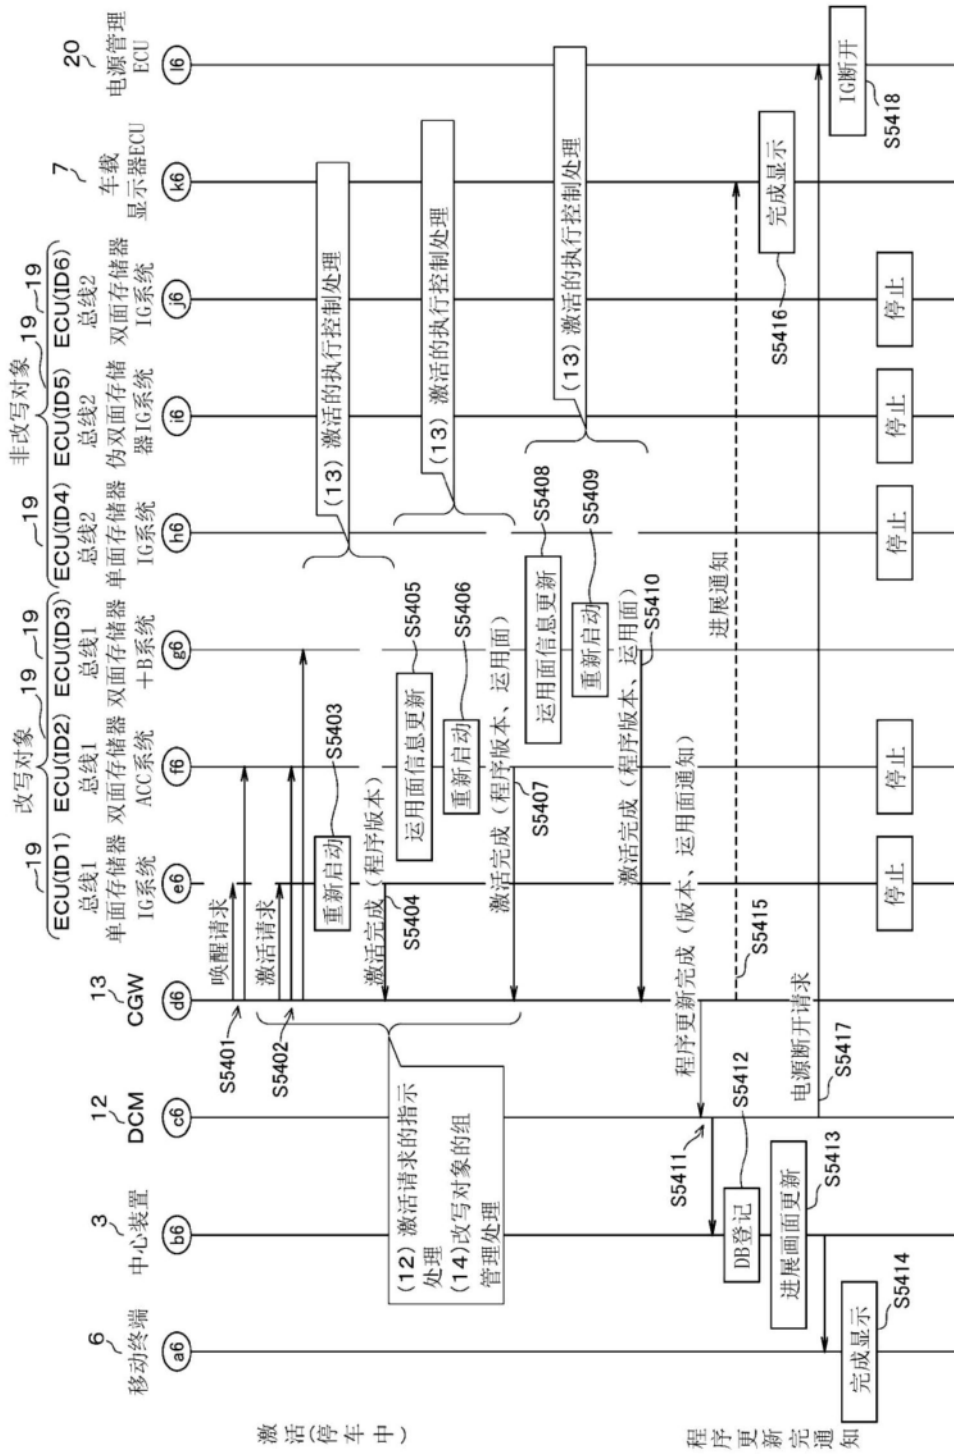 6
移动终端
a6
3
中心装置
b6
12
DCM
c6
13
CGW
d6
改写对象
19
ECU(ID1)
总线1
单面存储器
IG系统
e6
19
ECU(ID2)
总线1
双面存储器
ACC系统
f6
19
ECU(ID3)
总线1
双面存储器
+B系统
g6
非改写对象
19
ECU(ID4)
总线2
单面存储器
IG系统
h6
19
ECU(ID5)
总线2
伪双面存储
器IG系统
i6
19
ECU(ID6)
总线2
双面存储器
IG系统
j6
7
车载
显示器ECU
k6
20
电源管理
ECU
l6
激活(停车中)
唤醒请求
S5401
激活请求
S5402
(12) 激活请求的指示
处理
(14)改写对象的组
管理处理
重新启动
S5403
(13) 激活的执行控制处理
激活完成 (程序版本)
S5404
运用面信息更新
S5405
重新启动
S5406
(13) 激活的执行控制处理
激活完成 (程序版本、运用面)
S5407
运用面信息更新
S5408
重新启动
S5409
(13) 激活的执行控制处理
激活完成 (程序版本、运用面)
S5410
程序更新完成通知
程序更新完成 (版本、运用面通知)
S5411
DB登记
S5412
进展画面更新
S5413
完成显示
S5414
进展通知
S5415
完成显示
S5416
电源断开请求
S5417
IG断开
S5418
停止
停止
停止
停止
停止